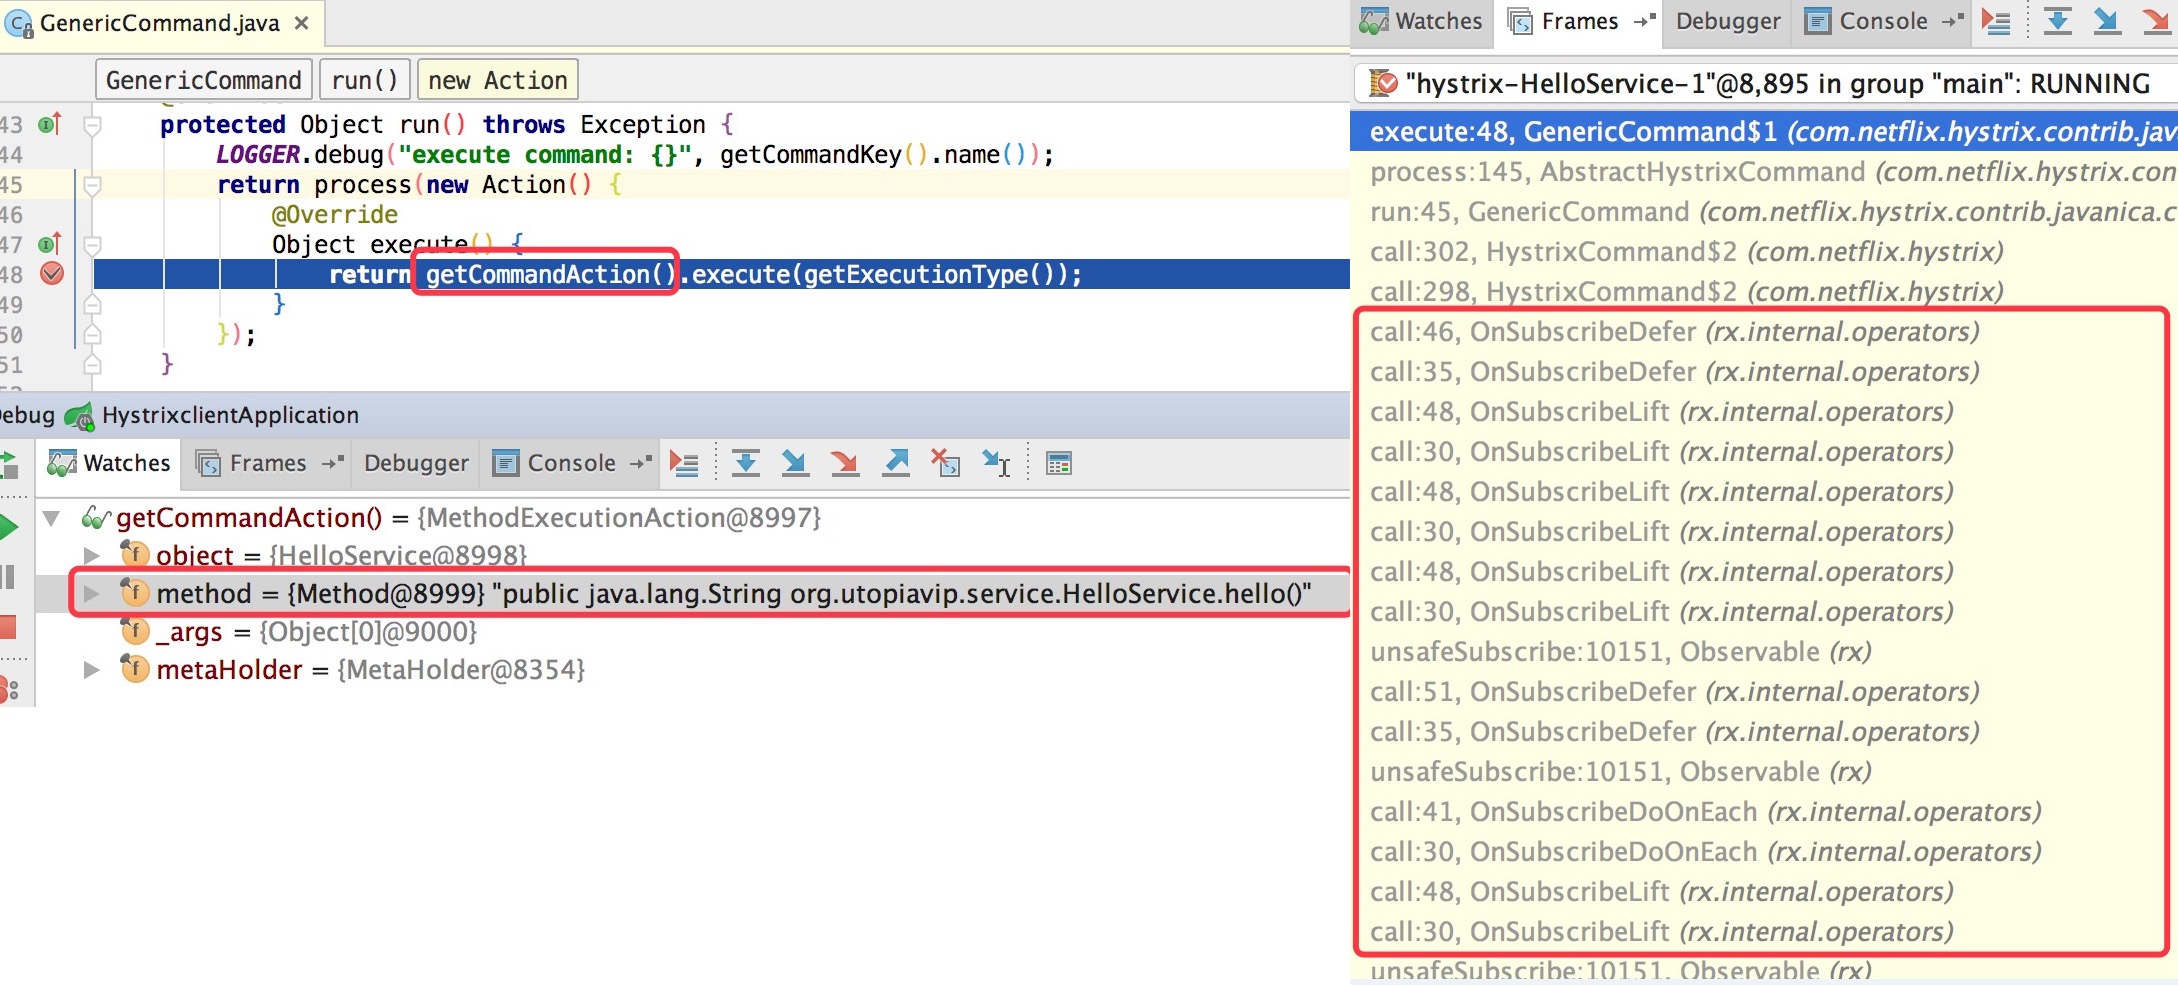 GenericCommand.java
GenericCommand run() new Action
43 protected Object run() throws Exception {
44 LOGGER.debug("execute command: {}", getCommandKey().name());
45 return process(new Action() {
46 @Override
47 Object execute() {
48 return getCommandAction().execute(getExecutionType());
49 }
50 });
51 }
ebug HystrixclientApplication
Watches Frames Debugger Console
getCommandAction() = {MethodExecutionAction@8997}
object = {HelloService@8998}
method = {Method@8999} "public java.lang.String org.utopiavip.service.HelloService.hello()"
_args = {Object[0]@9000}
metaHolder = {MetaHolder@8354}
Watches Frames Debugger Console
"hystrix-HelloService-1"@8,895 in group "main": RUNNING
execute:48, GenericCommand$1 (com.netflix.hystrix.contrib.jav
process:145, AbstractHystrixCommand (com.netflix.hystrix.con
run:45, GenericCommand (com.netflix.hystrix.contrib.javanica.c
call:302, HystrixCommand$2 (com.netflix.hystrix)
call:298, HystrixCommand$2 (com.netflix.hystrix)
call:46, OnSubscribeDefer (rx.internal.operators)
call:35, OnSubscribeDefer (rx.internal.operators)
call:48, OnSubscribeLift (rx.internal.operators)
call:30, OnSubscribeLift (rx.internal.operators)
call:48, OnSubscribeLift (rx.internal.operators)
call:30, OnSubscribeLift (rx.internal.operators)
call:48, OnSubscribeLift (rx.internal.operators)
call:30, OnSubscribeLift (rx.internal.operators)
unsafeSubscribe:10151, Observable (rx)
call:51, OnSubscribeDefer (rx.internal.operators)
call:35, OnSubscribeDefer (rx.internal.operators)
unsafeSubscribe:10151, Observable (rx)
call:41, OnSubscribeDoOnEach (rx.internal.operators)
call:30, OnSubscribeDoOnEach (rx.internal.operators)
call:48, OnSubscribeLift (rx.internal.operators)
call:30, OnSubscribeLift (rx.internal.operators)
unsafeSubscribe:10151, Observable (rx)